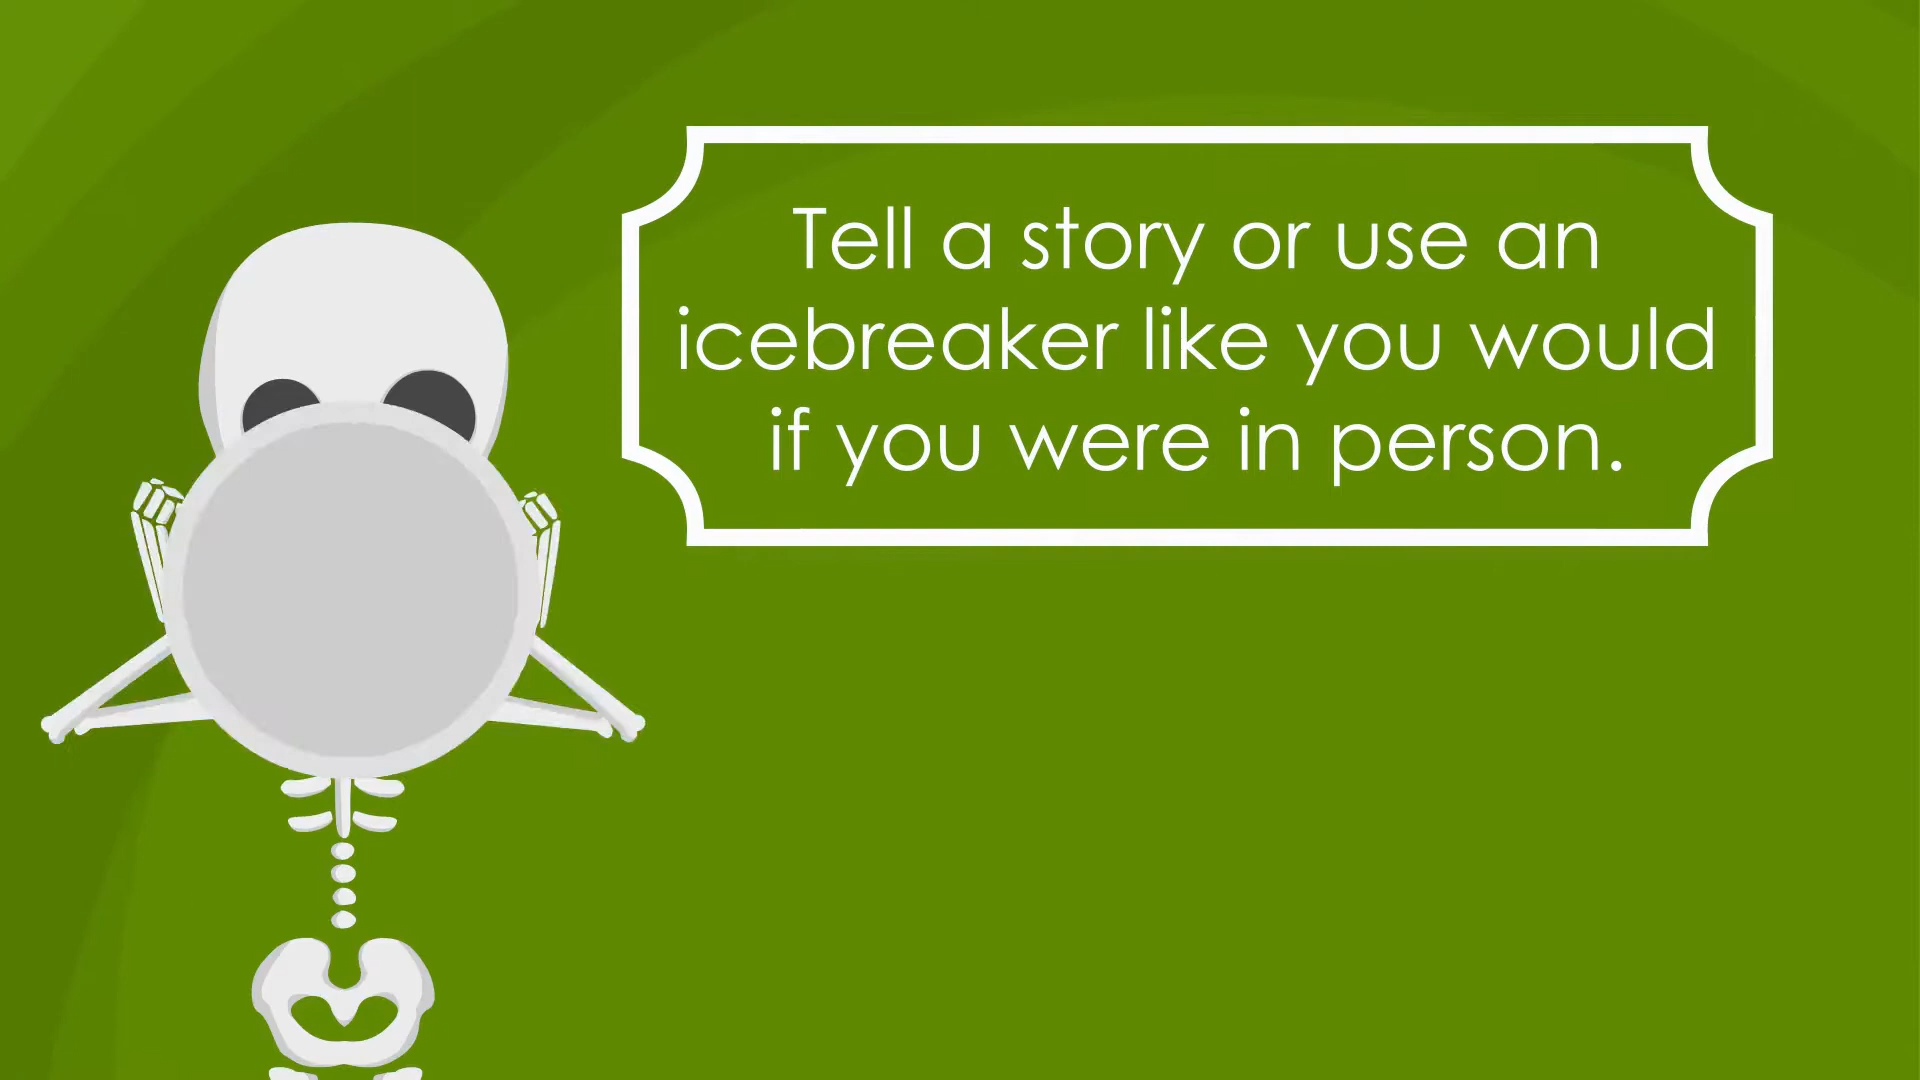 Tell a story or use an
icebreaker like you would
if you were in person.